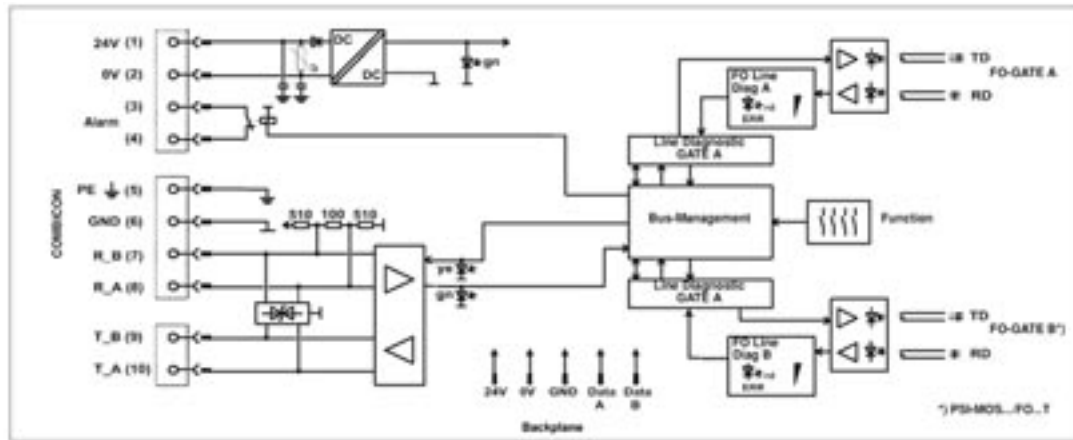 24V (1)
0V (2)
(3)
Alarm
(4)
COMBICON
PE (5)
GND (6)
R_B (7)
R_A (8)
T_B (9)
T_A (10)
DC
DC
gn
510 100 510
ye
gn
FO Line
Diag A
rd
ERR
Line Diagnostic
GATE A
Bus-Management
Function
Line Diagnostic
GATE A
FO Line
Diag B
rd
ERR
TD
FO-GATE A
RD
TD
FO-GATE B*)
RD
24V
0V
GND
Data
A
Data
B
Backplane
*) PSI-MOS.../FO...T